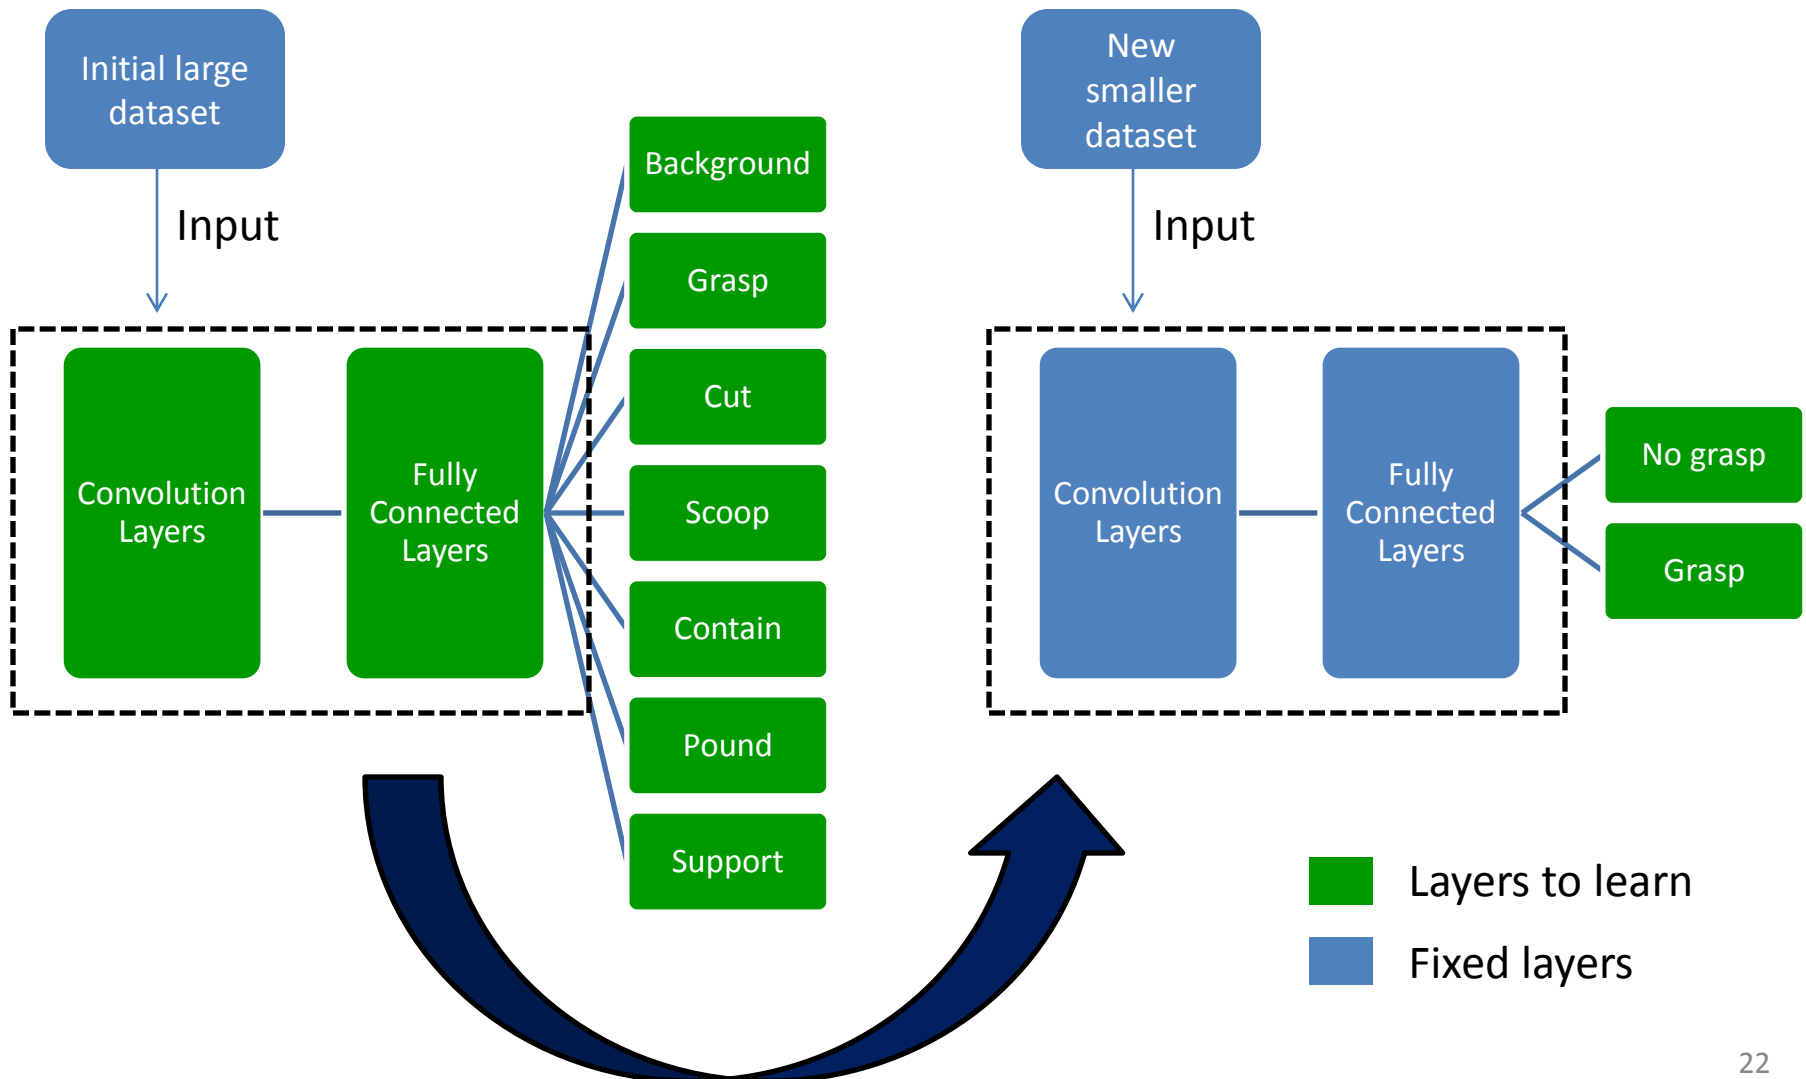 Initial large
dataset
Input
Convolution
Layers
Fully
Connected
Layers
Background
Grasp
Cut
Scoop
Contain
Pound
Support
New
smaller
dataset
Input
Convolution
Layers
Fully
Connected
Layers
No grasp
Grasp
Layers to learn
Fixed layers
22